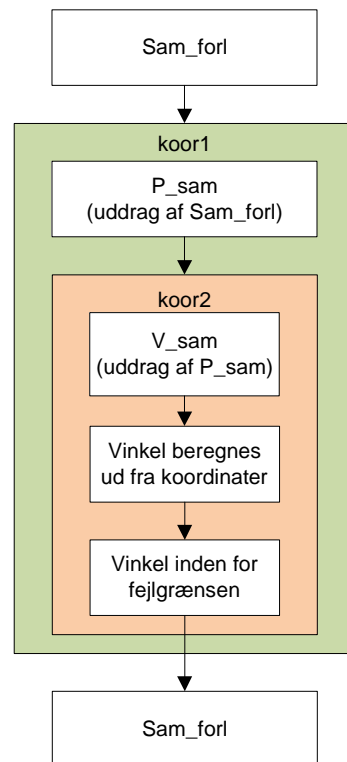 Sam_forl
koor1
P_sam
(uddrag af Sam_forl)
koor2
V_sam
(uddrag af P_sam)
Vinkel beregnes
ud fra koordinater
Vinkel inden for
fejlgrænsen
Sam_forl